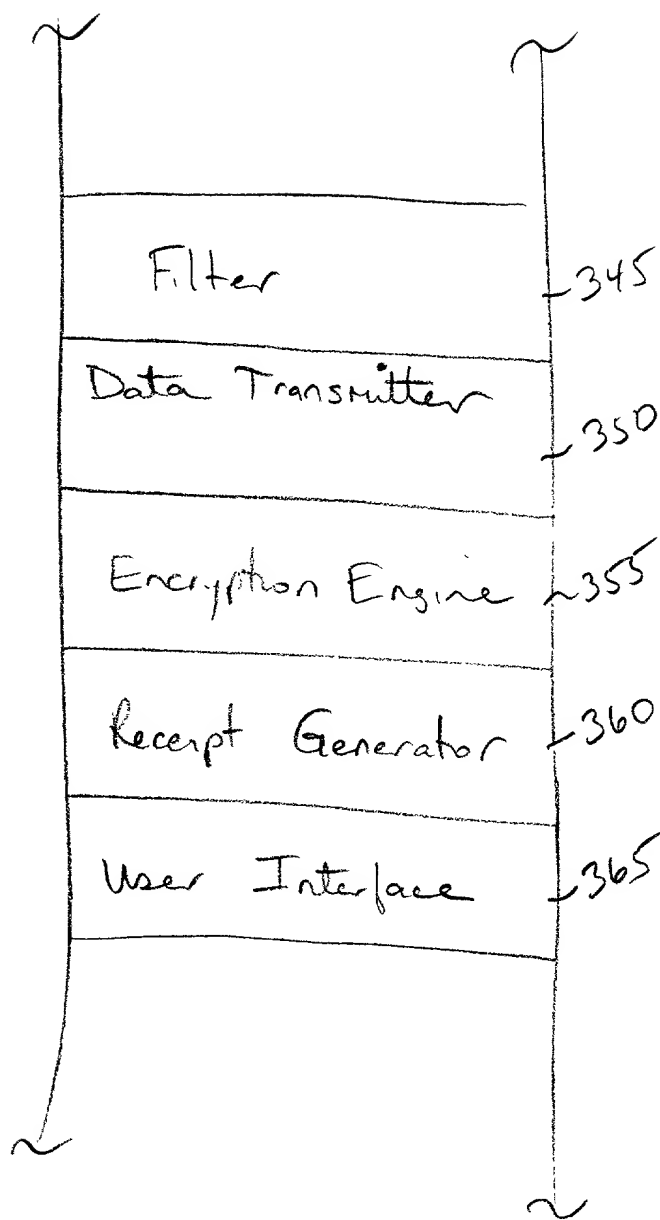 Filter 345
Data Transmitter 350
Encryption Engine 355
Receipt Generator 360
User Interface 365